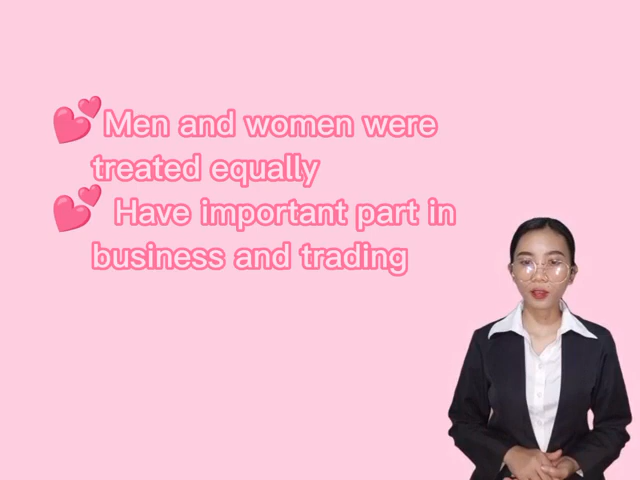 💕Men and women were
treated equally
💕 Have important part in
business and trading